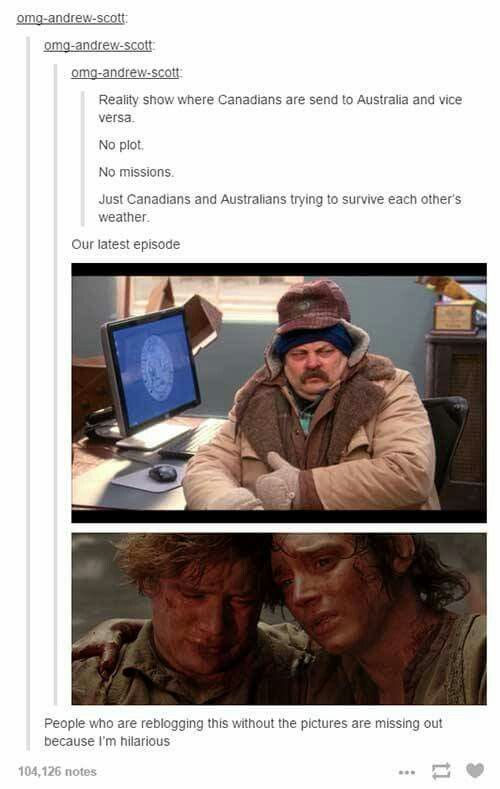 omg-andrew-scott:
omg-andrew-scott:
omg-andrew-scott:
Reality show where Canadians are send to Australia and vice
versa.
No plot.
No missions.
Just Canadians and Australians trying to survive each other's
weather.
Our latest episode
People who are reblogging this without the pictures are missing out
because I'm hilarious
104,126 notes